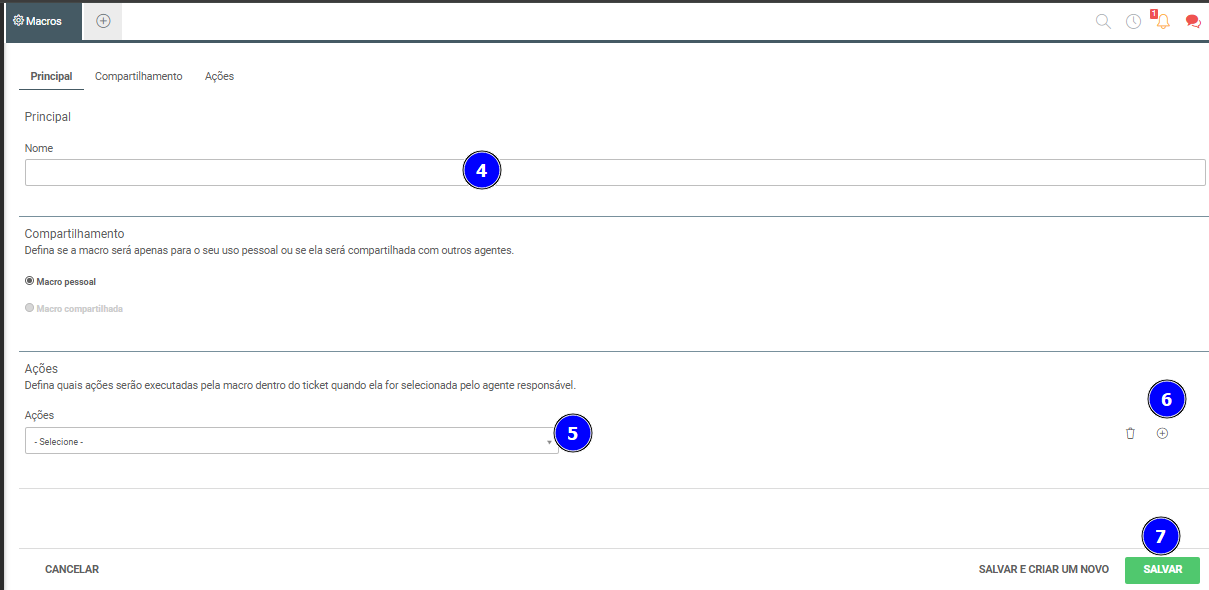 Macros
1
Principal Compartilhamento Ações
Principal
Nome
4
Compartilhamento
Defina se a macro será apenas para o seu uso pessoal ou se ela será compartilhada com outros agentes.
Macro pessoal
Macro compartilhada
Ações
Defina quais ações serão executadas pela macro dentro do ticket quando ela for selecionada pelo agente responsável.
6
Ações
- Selecione -
5
7
CANCELAR SALVAR E CRIAR UM NOVO SALVAR